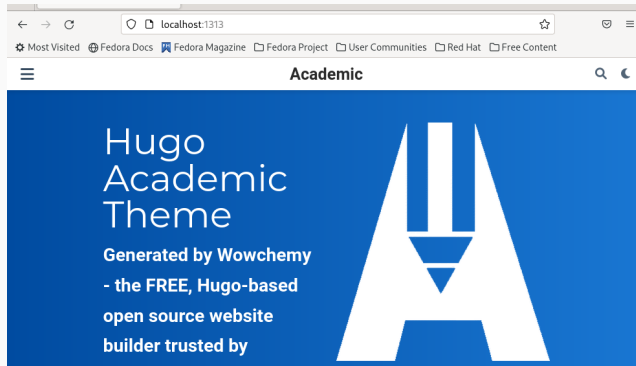 localhost:1313
Most Visited Fedora Docs Fedora Magazine Fedora Project User Communities Red Hat Free Content
Academic
Hugo
Academic
Theme
Generated by Wowchemy
- the FREE, Hugo-based
open source website
builder trusted by